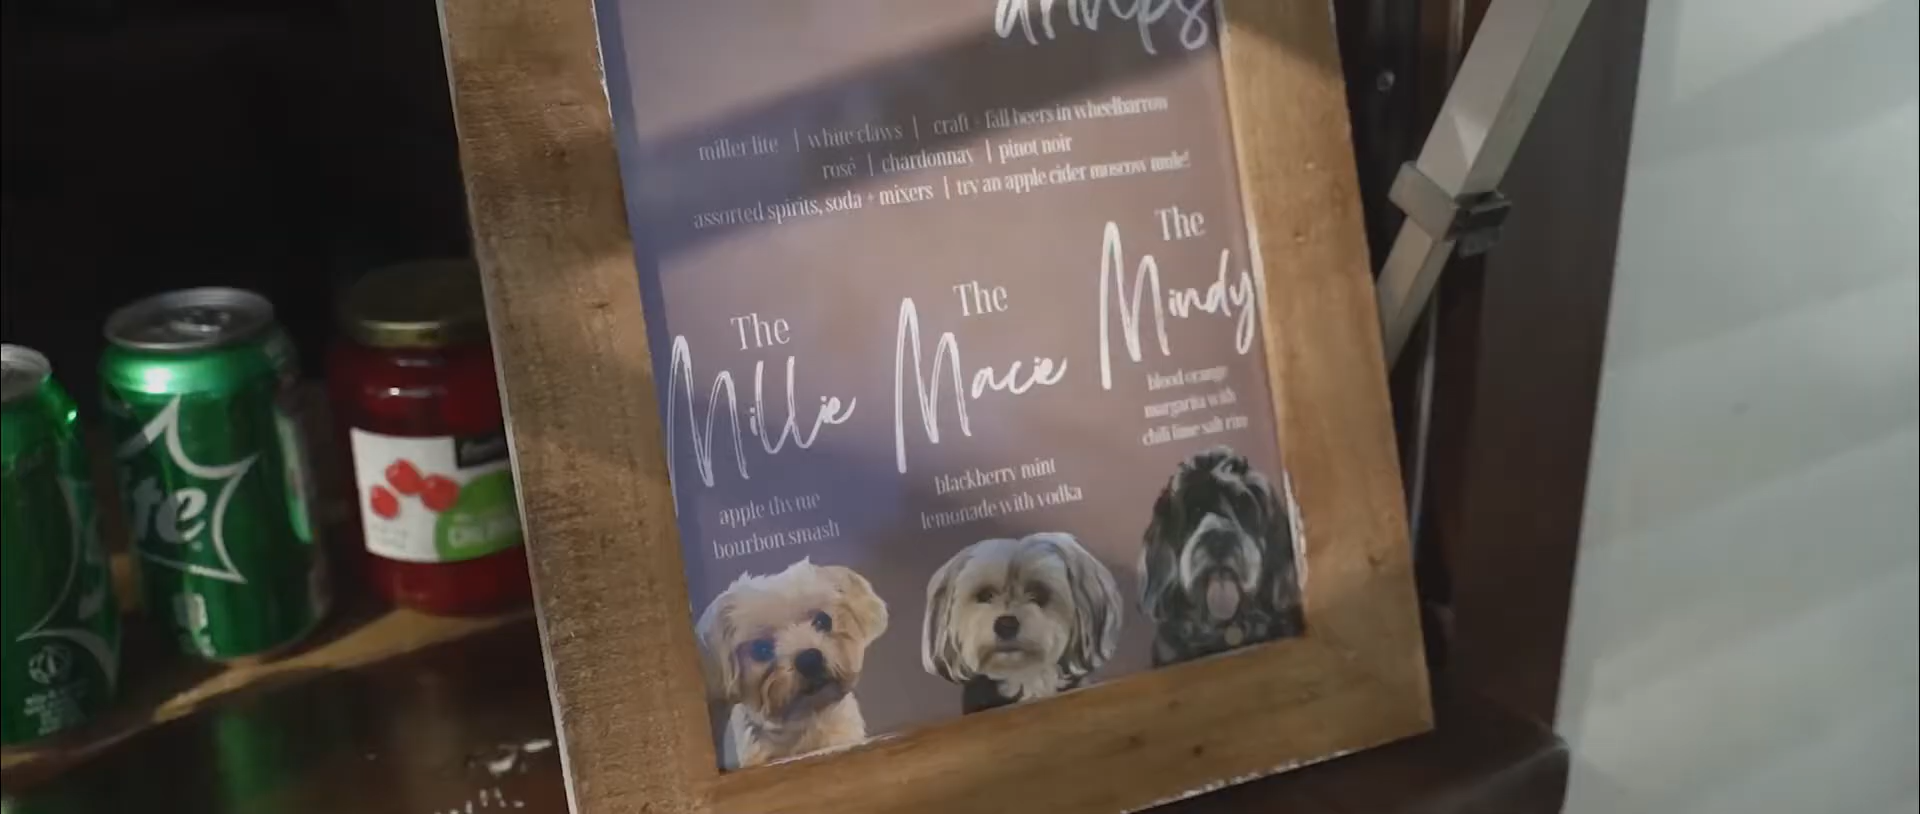 drinks
miller lite | white claws | craft + fall beers in wheelbarrow
rosé | chardonnay | pinot noir
assorted spirits, soda + mixers | try an apple cider moscow mule!
The
Millie
apple thyme
bourbon smash
The
Macie
blackberry mint
lemonade with vodka
The
Mindy
blood orange
margarita with
chili lime salt rim